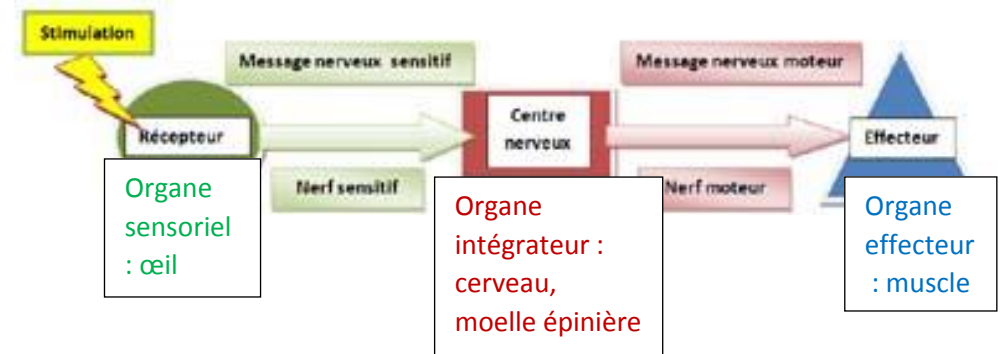 Stimulation
Message nerveux sensitif
Message nerveux moteur
Récepteur
Centre
nerveux
Effecteur
Nerf sensitif
Nerf moteur
Organe
sensoriel
: œil
Organe
intégrateur :
cerveau,
moelle épinière
Organe
effecteur
: muscle